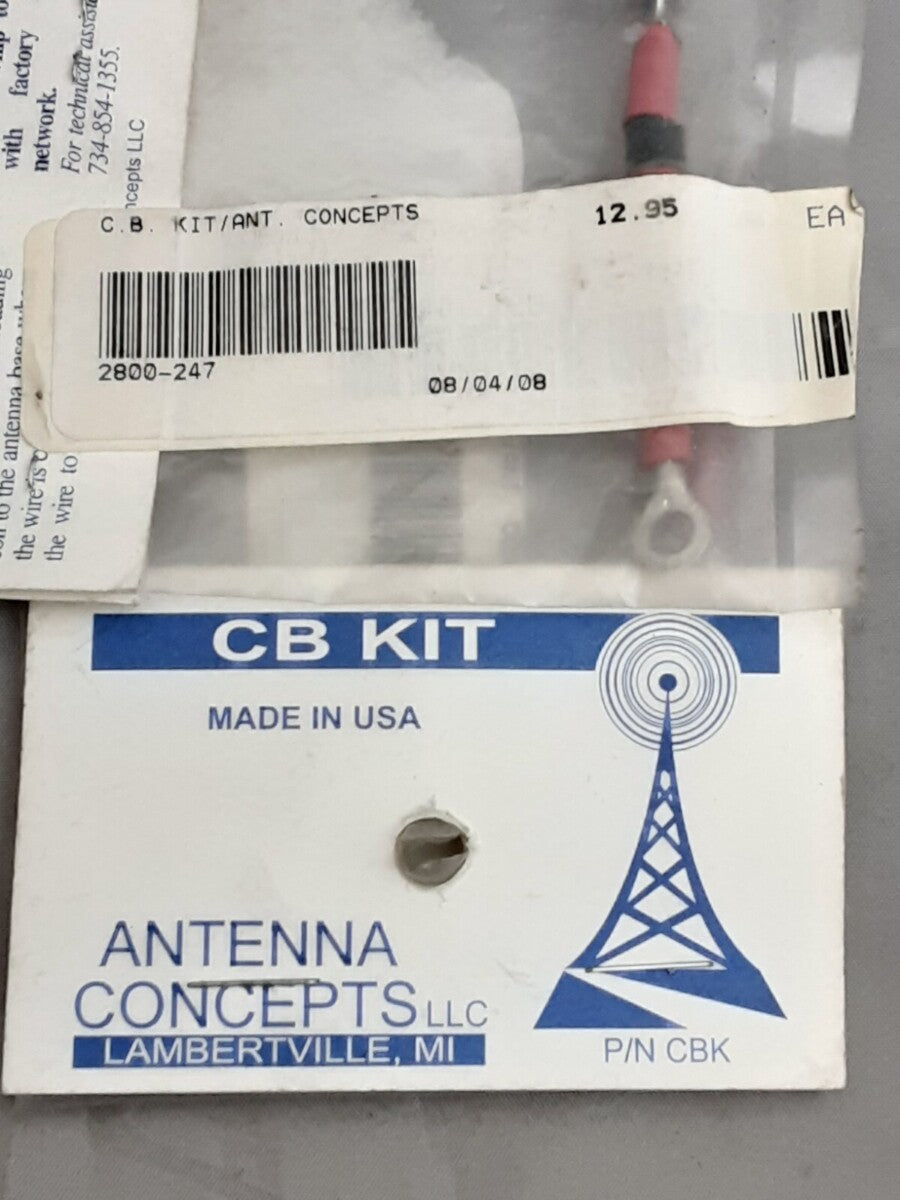 with factory
network.
For technical assis
734-854-1355.
ncepts LLC
to the antenna base
the wire is
the wire to
C.B. KIT/ANT. CONCEPTS
12.95
EA
2800-247
08/04/08
CB KIT
MADE IN USA
ANTENNA
CONCEPTS LLC
LAMBERTVILLE, MI
P/N CBK